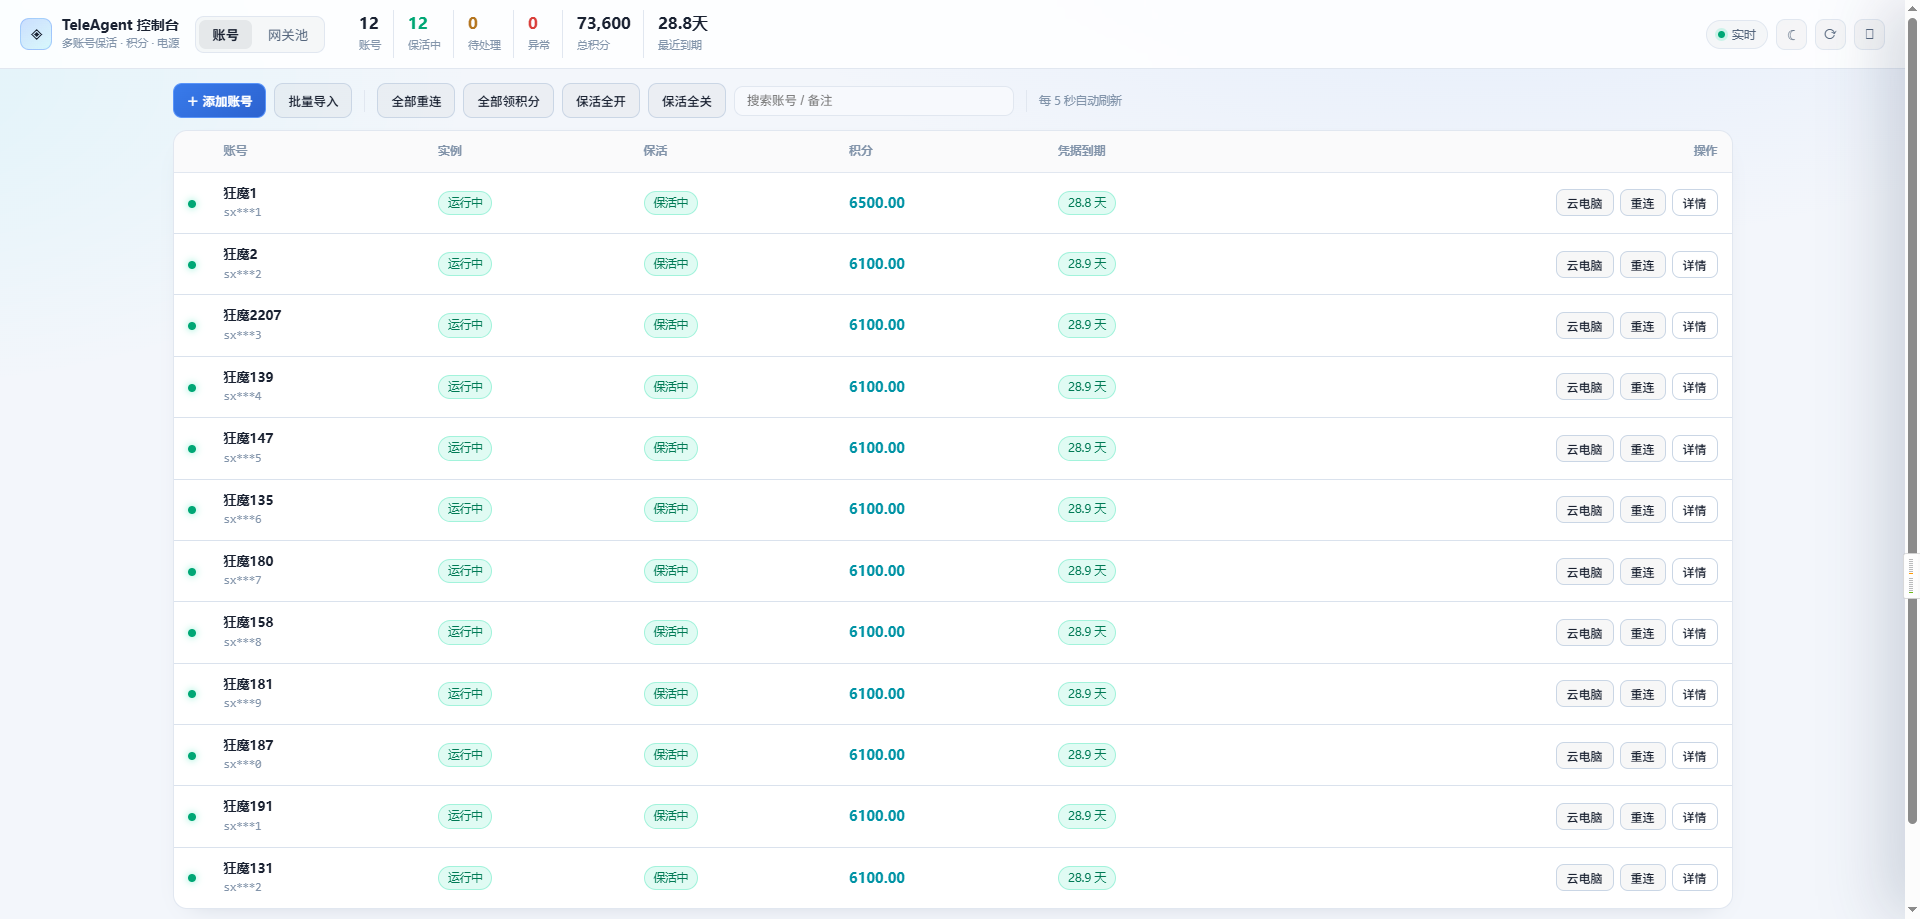 TeleAgent 控制台
多账号保活 · 积分 · 电源
账号
网关池
12
账号
12
保活中
0
待处理
0
异常
73,600
总积分
28.8天
最近到期
实时
+ 添加账号
批量导入
全部重连
全部领积分
保活全开
保活全关
搜索账号 / 备注
每 5 秒自动刷新
账号 实例 保活 积分 凭据到期 操作
狂魔1
sx***1
运行中 保活中 6500.00 28.8 天 云电脑 重连 详情
狂魔2
sx***2
运行中 保活中 6100.00 28.9 天 云电脑 重连 详情
狂魔2207
sx***3
运行中 保活中 6100.00 28.9 天 云电脑 重连 详情
狂魔139
sx***4
运行中 保活中 6100.00 28.9 天 云电脑 重连 详情
狂魔147
sx***5
运行中 保活中 6100.00 28.9 天 云电脑 重连 详情
狂魔135
sx***6
运行中 保活中 6100.00 28.9 天 云电脑 重连 详情
狂魔180
sx***7
运行中 保活中 6100.00 28.9 天 云电脑 重连 详情
狂魔158
sx***8
运行中 保活中 6100.00 28.9 天 云电脑 重连 详情
狂魔181
sx***9
运行中 保活中 6100.00 28.9 天 云电脑 重连 详情
狂魔187
sx***0
运行中 保活中 6100.00 28.9 天 云电脑 重连 详情
狂魔191
sx***1
运行中 保活中 6100.00 28.9 天 云电脑 重连 详情
狂魔131
sx***2
运行中 保活中 6100.00 28.9 天 云电脑 重连 详情